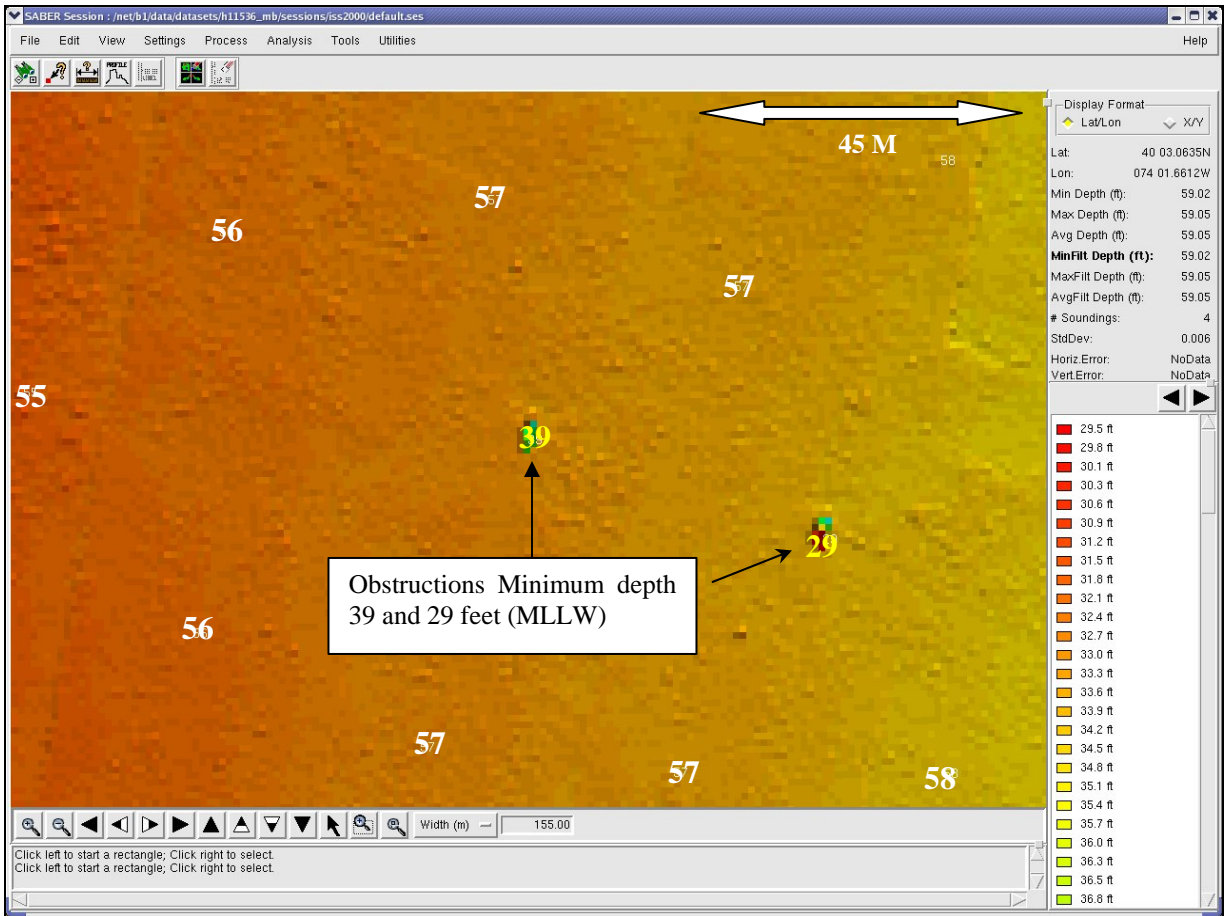 SABER Session : /net/b1/data/datasets/h11536_mb/sessions/iss2000/default.ses
File Edit View Settings Process Analysis Tools Utilities Help
PROFILE
LABEL
45 M
58
57
56
57
55
39
29
Obstructions Minimum depth
39 and 29 feet (MLLW)
56
57
57
58
Display Format
Lat/Lon X/Y
Lat: 40 03.0635N
Lon: 074 01.6612W
Min Depth (ft): 59.02
Max Depth (ft): 59.05
Avg Depth (ft): 59.05
MinFilt Depth (ft): 59.02
MaxFilt Depth (ft): 59.05
AvgFilt Depth (ft): 59.05
# Soundings: 4
StdDev: 0.006
Horiz.Error: NoData
Vert.Error: NoData
29.5 ft
29.8 ft
30.1 ft
30.3 ft
30.6 ft
30.9 ft
31.2 ft
31.5 ft
31.8 ft
32.1 ft
32.4 ft
32.7 ft
33.0 ft
33.3 ft
33.6 ft
33.9 ft
34.2 ft
34.5 ft
34.8 ft
35.1 ft
35.4 ft
35.7 ft
36.0 ft
36.3 ft
36.5 ft
36.8 ft
Width (m) 155.00
Click left to start a rectangle; Click right to select.
Click left to start a rectangle; Click right to select.